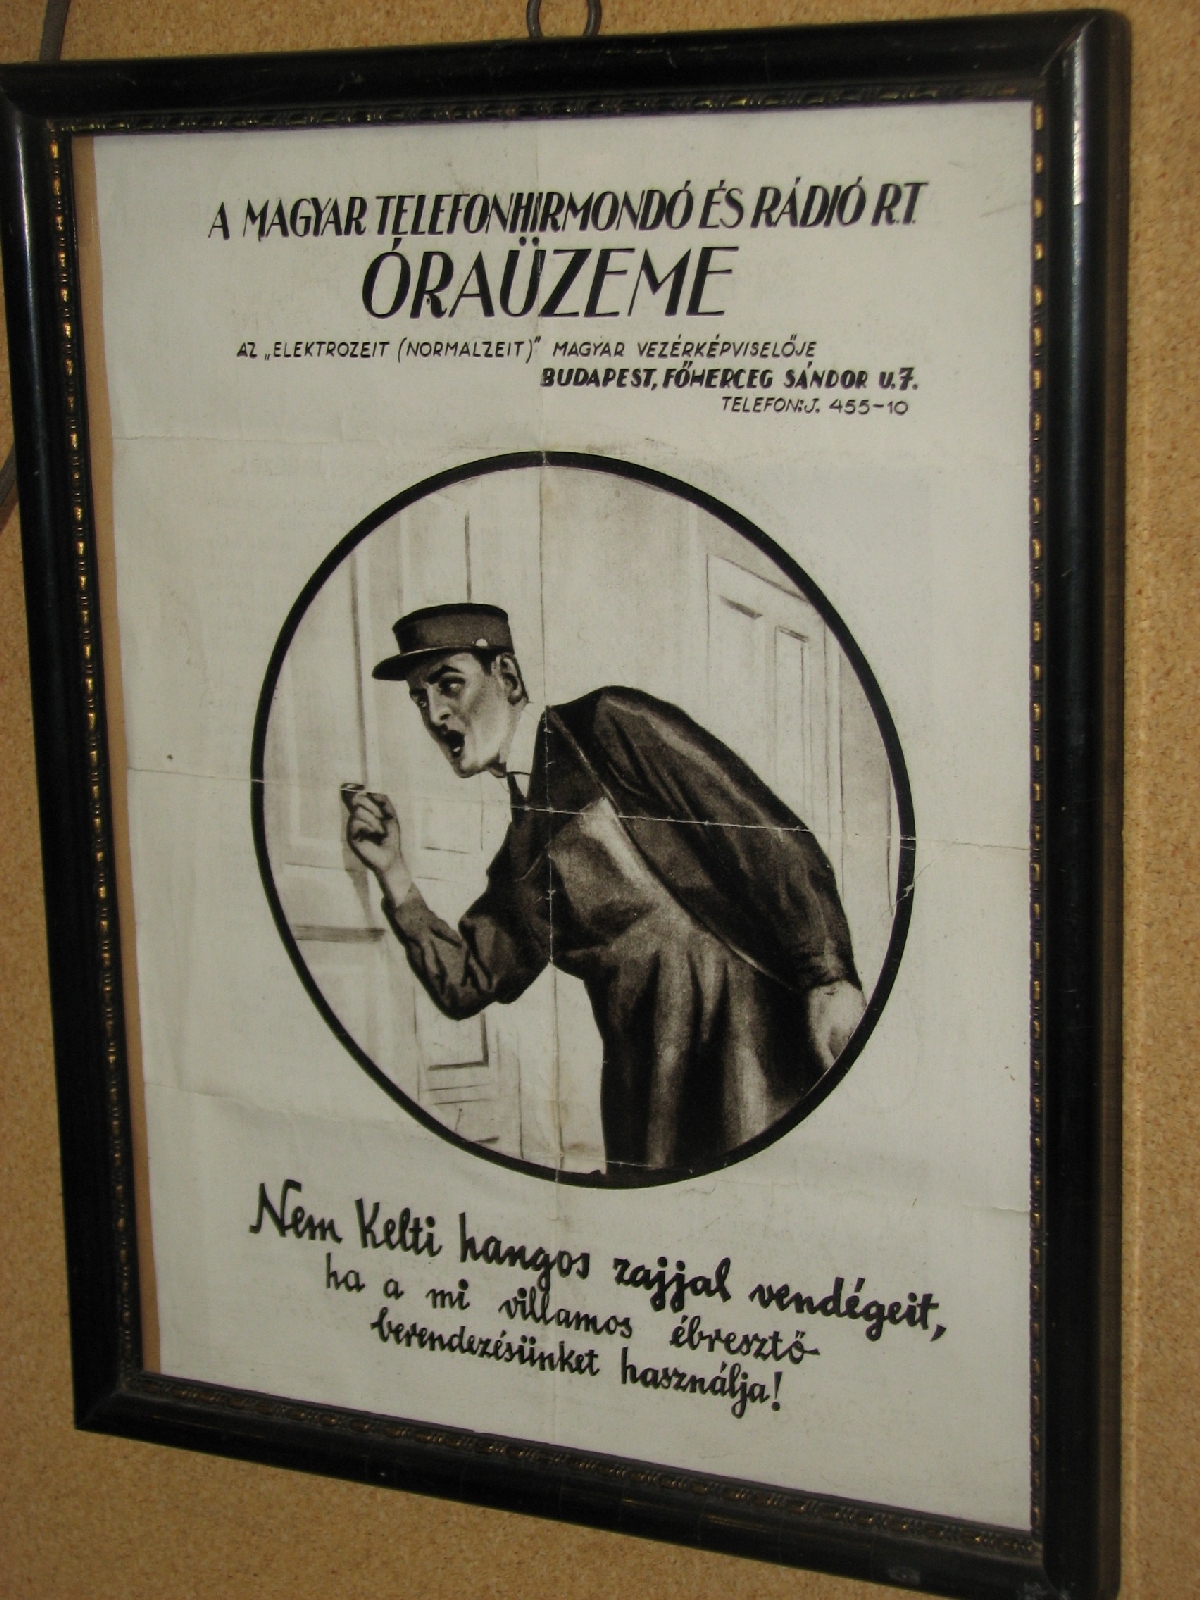 A MAGYAR TELEFONHIRMONDÓ ÉS RÁDIÓ R.T.
ÓRAÜZEME
AZ „ELEKTROZEIT (NORMALZEIT)” MAGYAR VEZÉRKÉPVISELŐJE
BUDAPEST, FŐHERCEG SÁNDOR U. 7.
TELEFON: J. 455-10
Nem Kelti hangos zajjal vendégeit,
ha a mi villamos ébresztő-
berendezésünket használja!